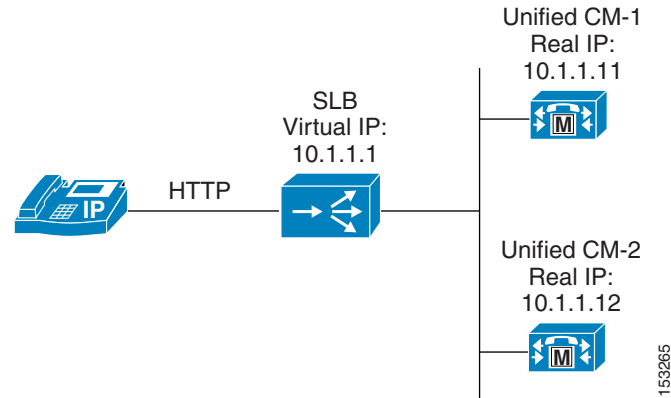 Unified CM-1
Real IP:
10.1.1.11
M
SLB
Virtual IP:
10.1.1.1
HTTP
IP
Unified CM-2
Real IP:
10.1.1.12
M
153265